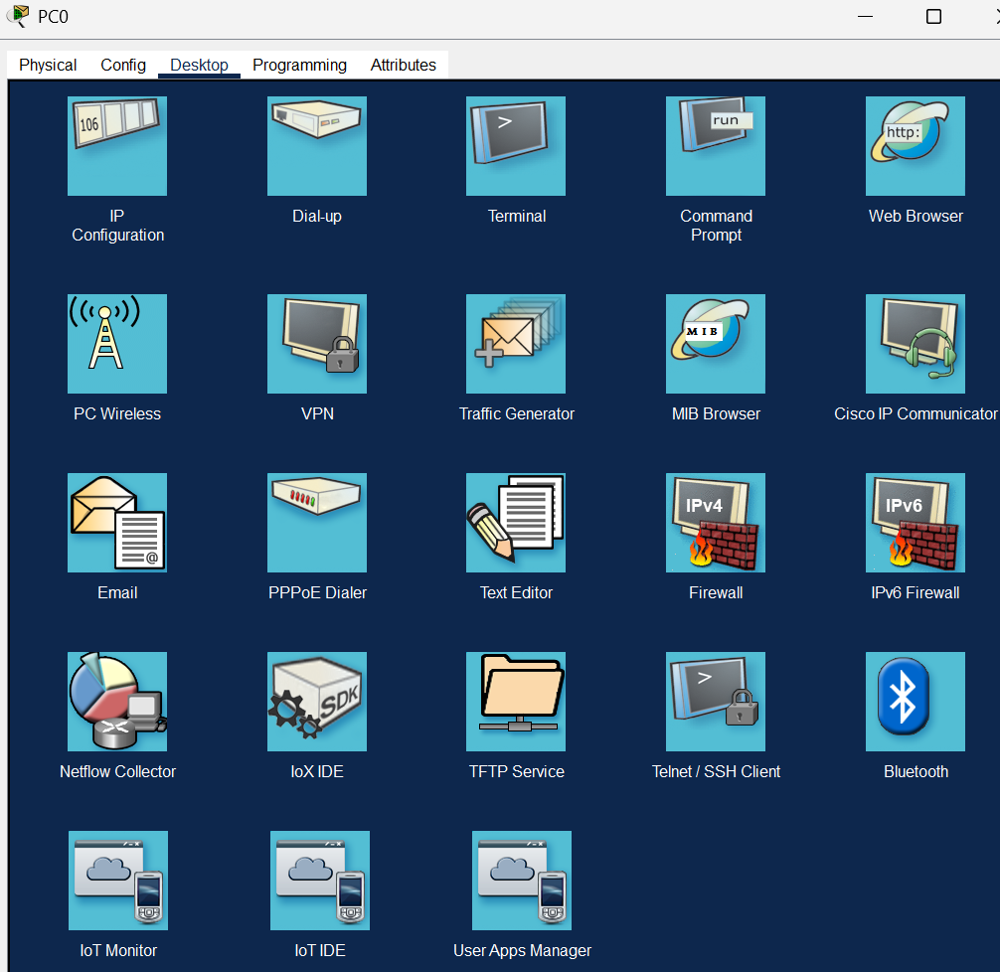 PC0
Physical Config Desktop Programming Attributes
106
>
run
http:
IP
Configuration
Dial-up
Terminal
Command
Prompt
Web Browser
MIB
PC Wireless
VPN
Traffic Generator
MIB Browser
Cisco IP Communicator
@
IPv4
IPv6
Email
PPPoE Dialer
Text Editor
Firewall
IPv6 Firewall
SDK
>
Netflow Collector
IoX IDE
TFTP Service
Telnet / SSH Client
Bluetooth
IoT Monitor
IoT IDE
User Apps Manager